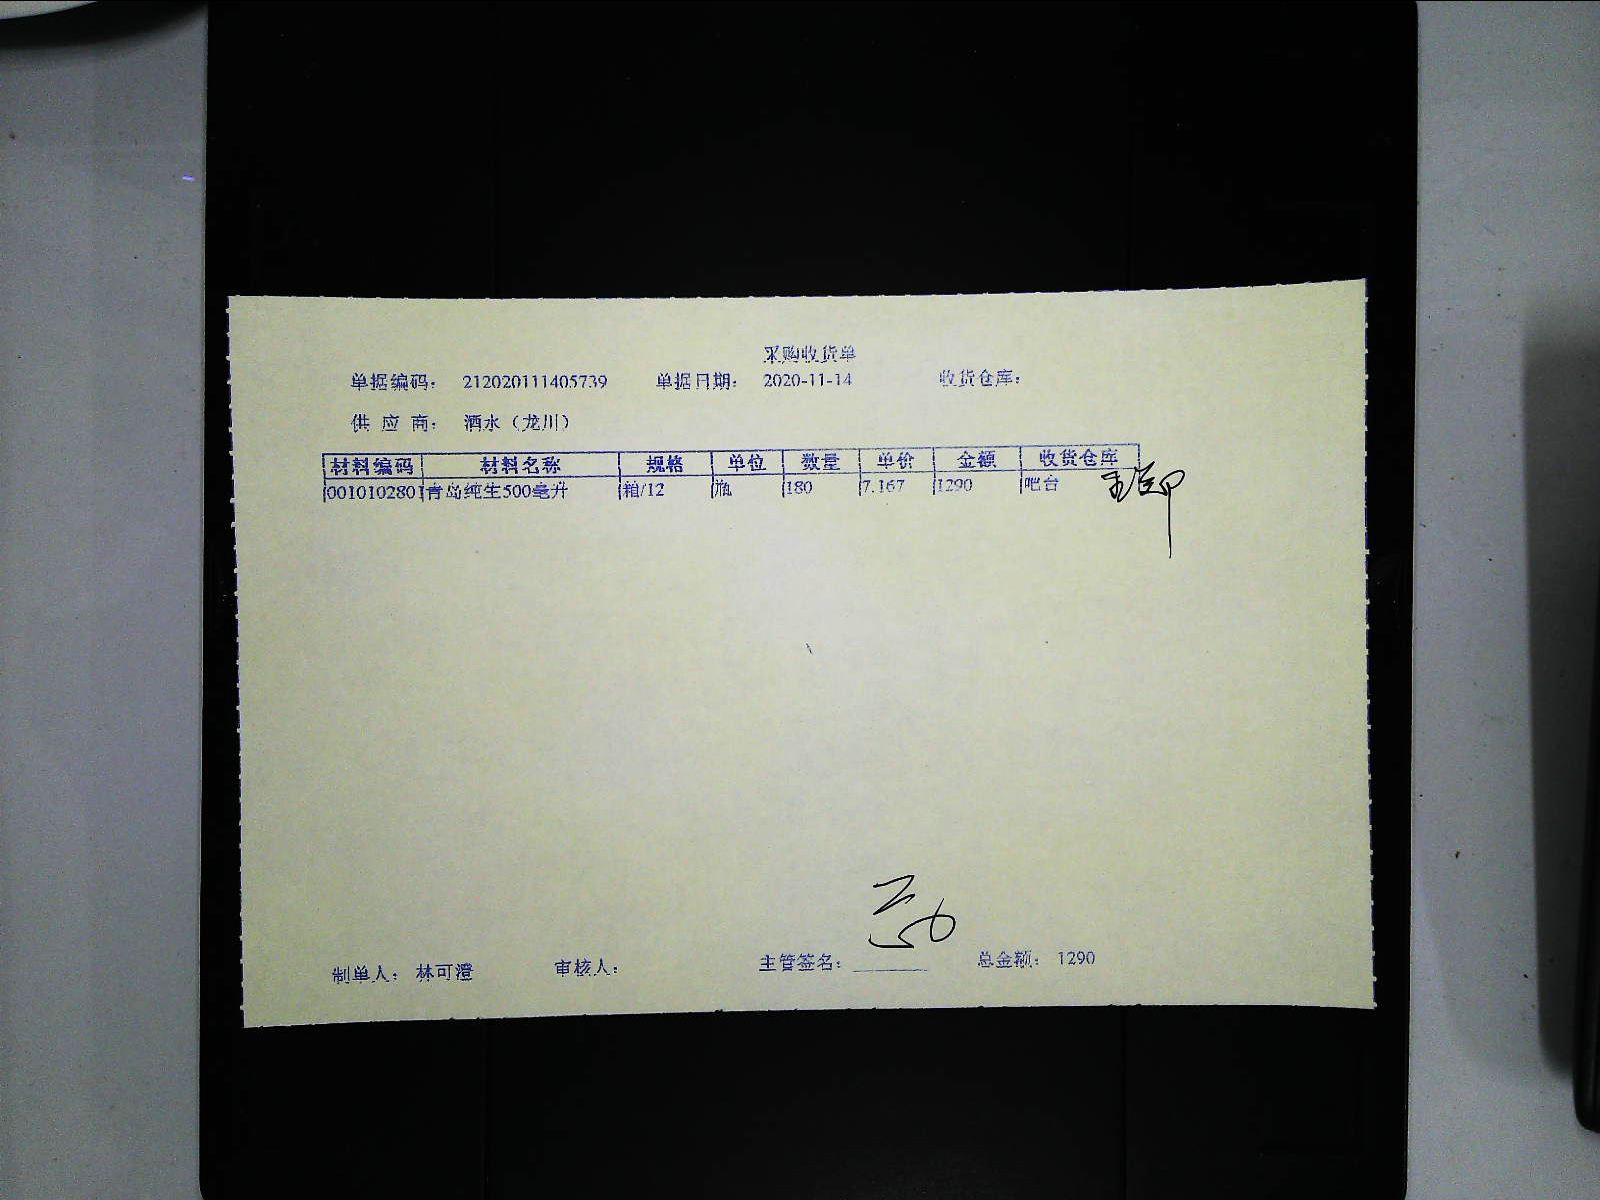 采购收货单
单据编码： 212020111405739 单据日期： 2020-11-14 收货仓库：
供 应 商： 酒水（龙川）
材料编码 材料名称 规格 单位 数量 单价 金额 收货仓库
0010102801 青岛纯生500毫升 箱/12 瓶 180 7.167 1290 吧台
制单人： 林可澄 审核人： 主管签名： 总金额： 1290